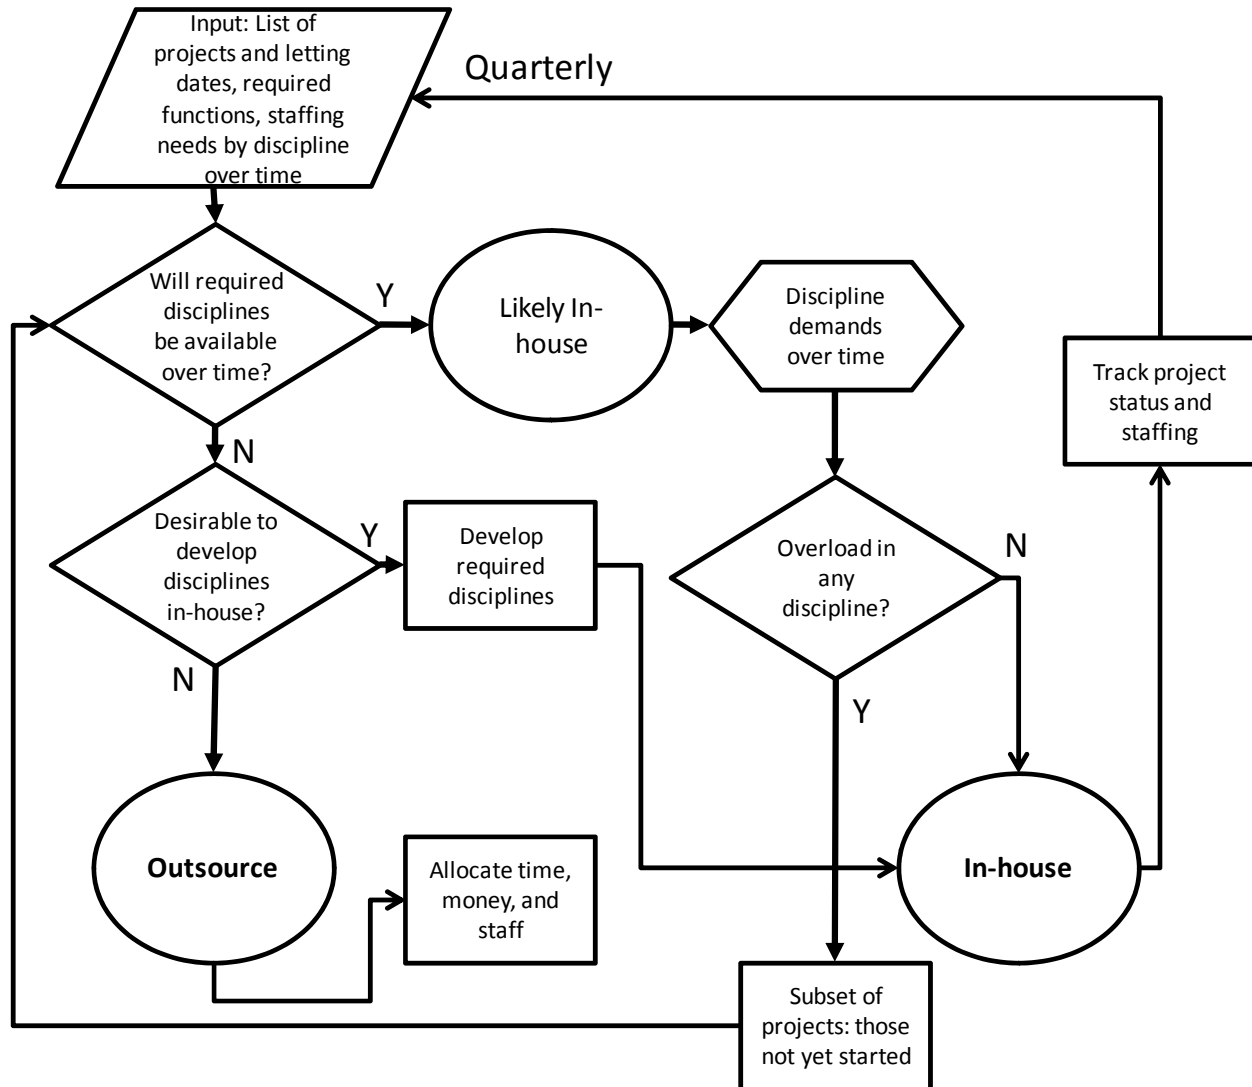 Input: List of
projects and letting
dates, required
functions, staffing
needs by discipline
over time
Quarterly
Will required
disciplines
be available
over time?
Y
Likely In-
house
Discipline
demands
over time
Track project
status and
staffing
N
Desirable to
develop
disciplines
in-house?
Y
Develop
required
disciplines
Overload in
any
discipline?
N
N
Y
Outsource
Allocate time,
money, and
staff
In-house
Subset of
projects: those
not yet started